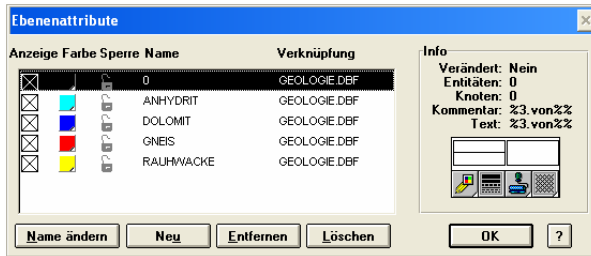 Ebenenattribute
Anzeige Farbe Sperre Name Verknüpfung
0 GEOLOGIE.DBF
ANHYDRIT GEOLOGIE.DBF
DOLOMIT GEOLOGIE.DBF
GNEIS GEOLOGIE.DBF
RAUHWACKE GEOLOGIE.DBF
Info
Verändert: Nein
Entitäten: 0
Knoten: 0
Kommentar: %3.von%%
Text: %3.von%%
Name ändern Neu Entfernen Löschen OK ?